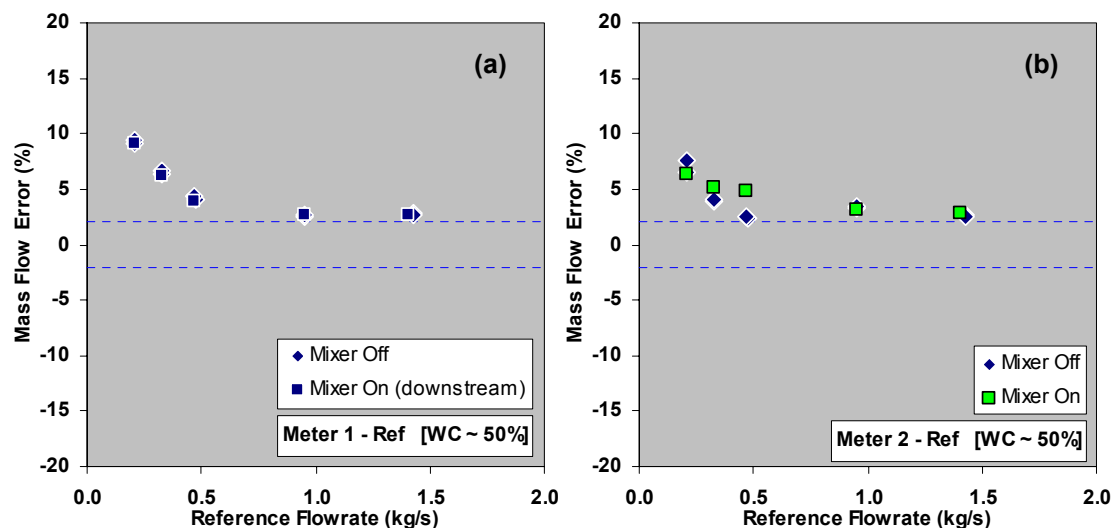 20
15
10
5
0
-5
-10
-15
-20
Mass Flow Error (%)
(a)
Mixer Off
Mixer On (downstream)
Meter 1 - Ref [WC ~ 50%]
0.0 0.5 1.0 1.5 2.0
Reference Flowrate (kg/s)
20
15
10
5
0
-5
-10
-15
-20
Mass Flow Error (%)
(b)
Mixer Off
Mixer On
Meter 2 - Ref [WC ~ 50%]
0.0 0.5 1.0 1.5 2.0
Reference Flowrate (kg/s)